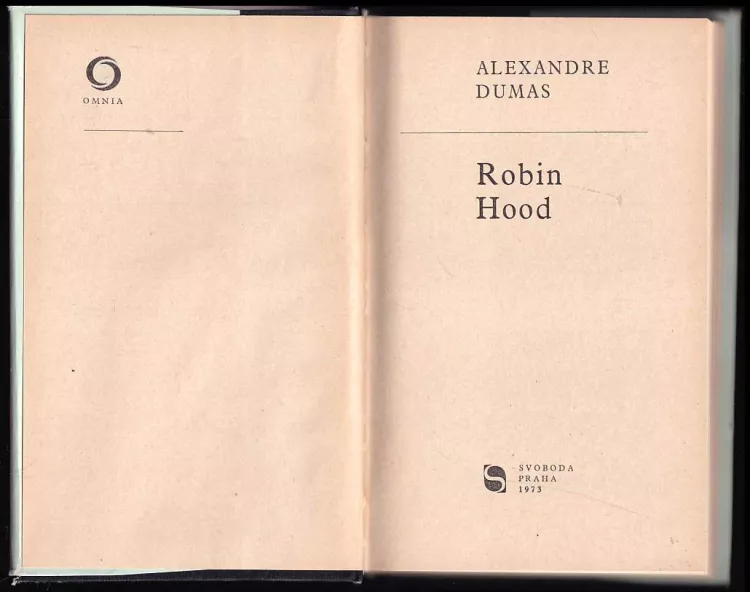 OMNIA
ALEXANDRE
DUMAS
Robin
Hood
SVOBODA
PRAHA
1973